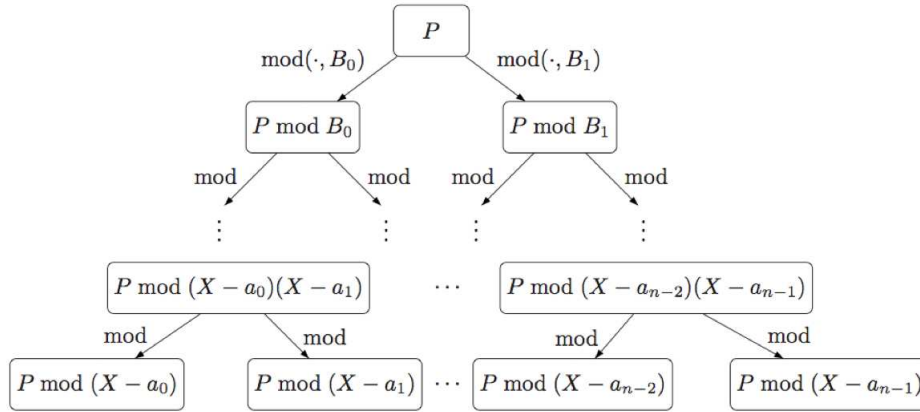 P
mod(·, B₀) mod(·, B₁)
P mod B₀ P mod B₁
mod mod mod mod
⋮ ⋮ ⋮ ⋮
P mod (X − a₀)(X − a₁) ⋯ P mod (X − aₙ₋₂)(X − aₙ₋₁)
mod mod mod mod
P mod (X − a₀) P mod (X − a₁) ⋯ P mod (X − aₙ₋₂) P mod (X − aₙ₋₁)